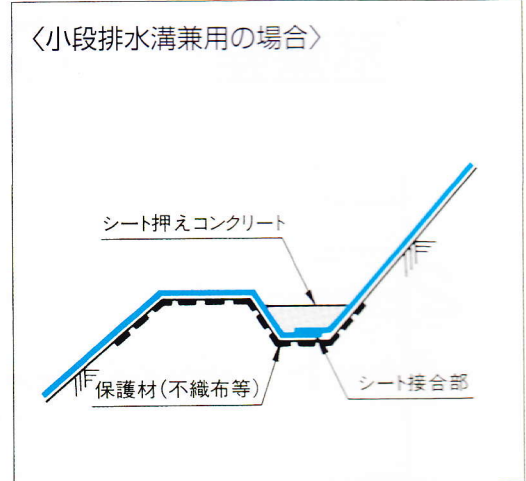 〈小段排水溝兼用の場合〉
シート押えコンクリート
保護材(不織布等)
シート接合部